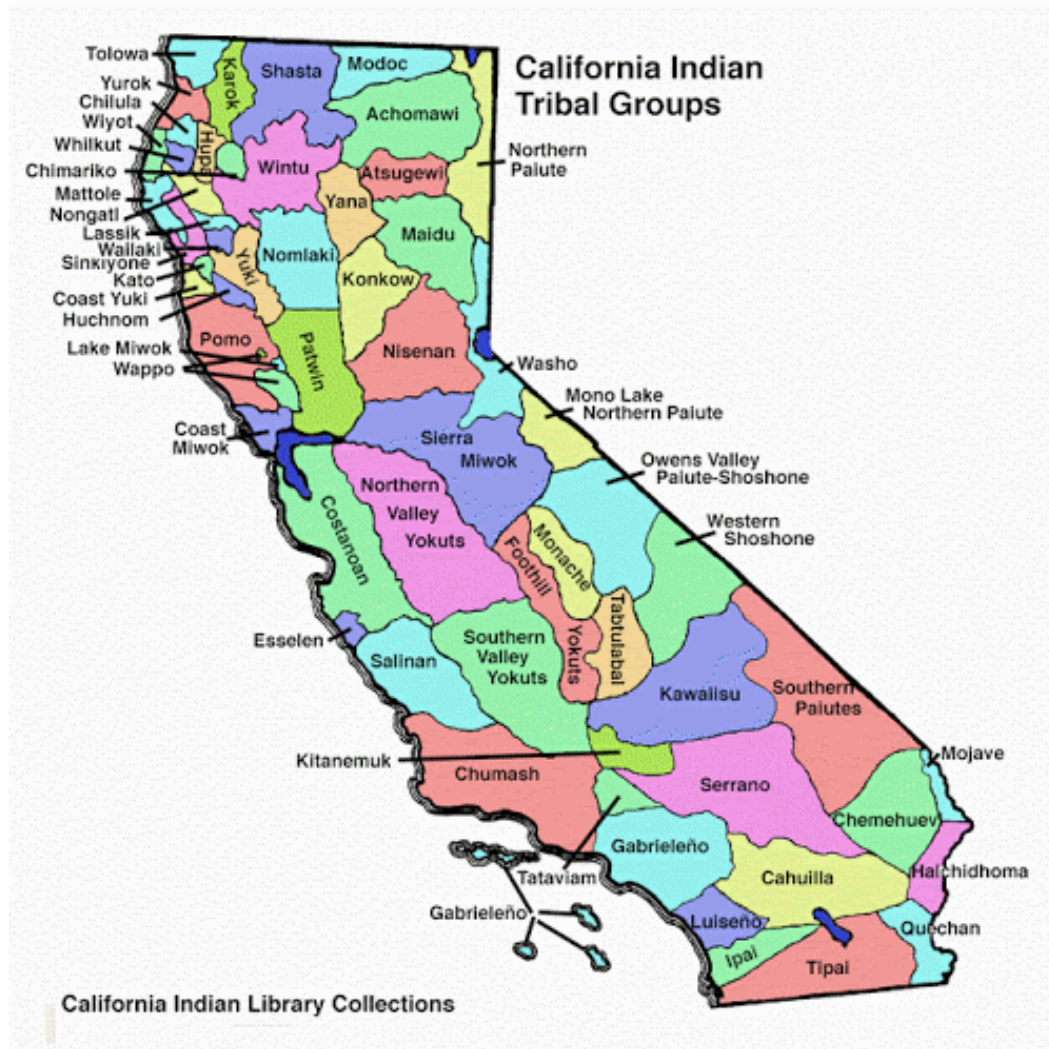 California Indian
Tribal Groups
Tolowa
Yurok
Chilula
Wiyot
Whilkut
Chimariko
Mattole
Nongatl
Lassik
Wailaki
Sinkiyone
Kato
Coast Yuki
Huchnom
Lake Miwok
Wappo
Coast
Miwok
Karok
Shasta
Modoc
Achomawi
Hupa
Wintu
Atsugewi
Yana
Northern
Paiute
Maidu
Yuki
Nomlaki
Konkow
Pomo
Patwin
Nisenan
Washo
Mono Lake
Northern Paiute
Sierra
Miwok
Owens Valley
Paiute-Shoshone
Northern
Valley
Yokuts
Costanoan
Western
Shoshone
Foothill
Yokuts
Monache
Tabtulabal
Esselen
Salinan
Southern
Valley
Yokuts
Kawaiisu
Southern
Paiutes
Kitanemuk
Chumash
Serrano
Mojave
Chemehuev
Gabrieleño
Tataviam
Cahuilla
Halchidhoma
Gabrieleño
Luiseño
Quechan
Ipai
Tipai
California Indian Library Collections